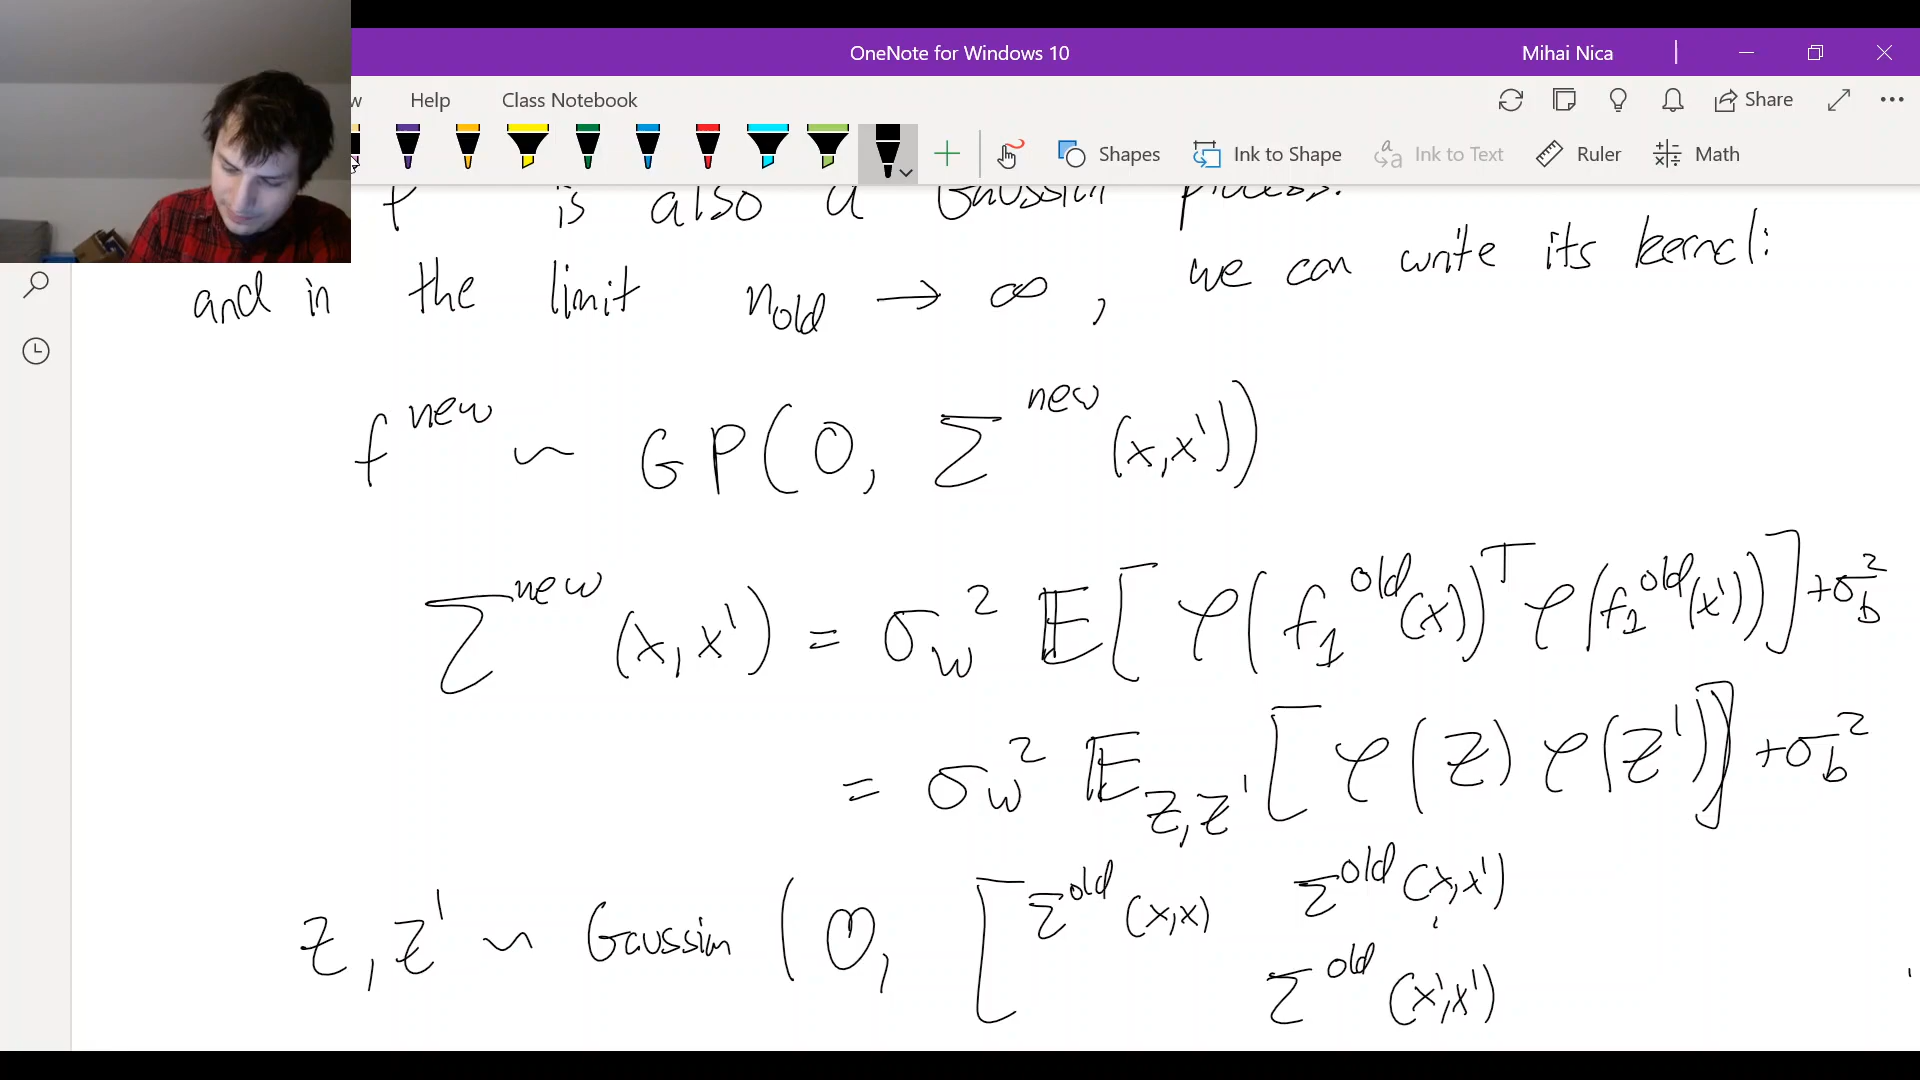 OneNote for Windows 10 Mihai Nica
w Help Class Notebook Share
Shapes Ink to Shape Ink to Text Ruler Math
f is also a Gaussian process.
and in the limit n_old → ∞, we can write its kernel:
f^new ~ GP(0, Σ^new (x,x'))
Σ^new (x,x') = σ_w^2 E[φ(f_1^old(x))^T φ(f_1^old(x'))] + σ_b^2
= σ_w^2 E_{z,z'} [φ(z) φ(z')] + σ_b^2
z, z' ~ Gaussian (0, [Σ^old (x,x) Σ^old (x,x')
Σ^old (x',x')